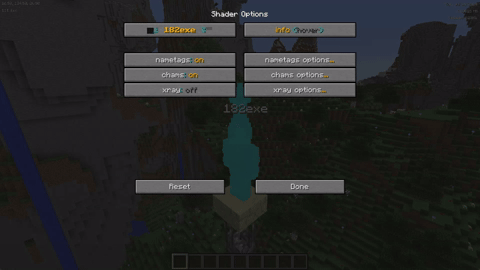 Shader Options
182exe
info
nametags on
nametags options...
chams on
chams options...
xray off
xray options...
182exe
Reset
Done